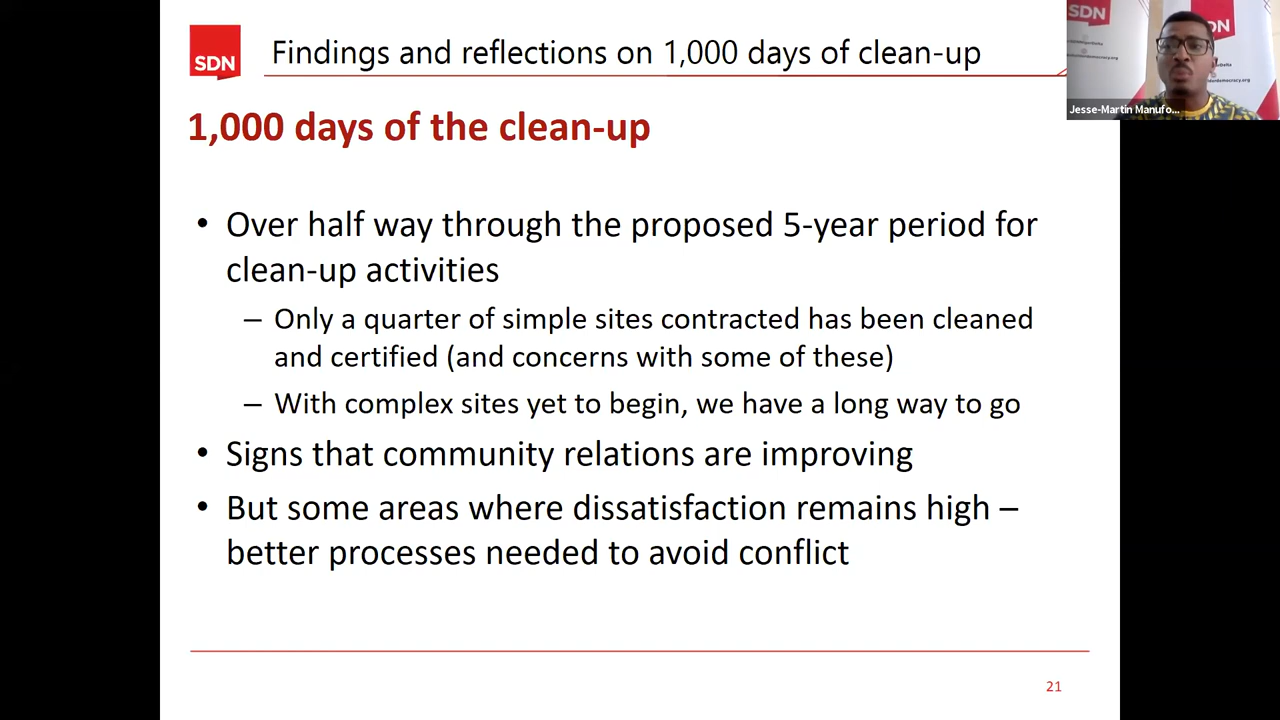 SDN
Findings and reflections on 1,000 days of clean-up
1,000 days of the clean-up
• Over half way through the proposed 5-year period for
clean-up activities
– Only a quarter of simple sites contracted has been cleaned
and certified (and concerns with some of these)
– With complex sites yet to begin, we have a long way to go
• Signs that community relations are improving
• But some areas where dissatisfaction remains high –
better processes needed to avoid conflict
21
SDN
SDN
Jesse-Martin Manufo...